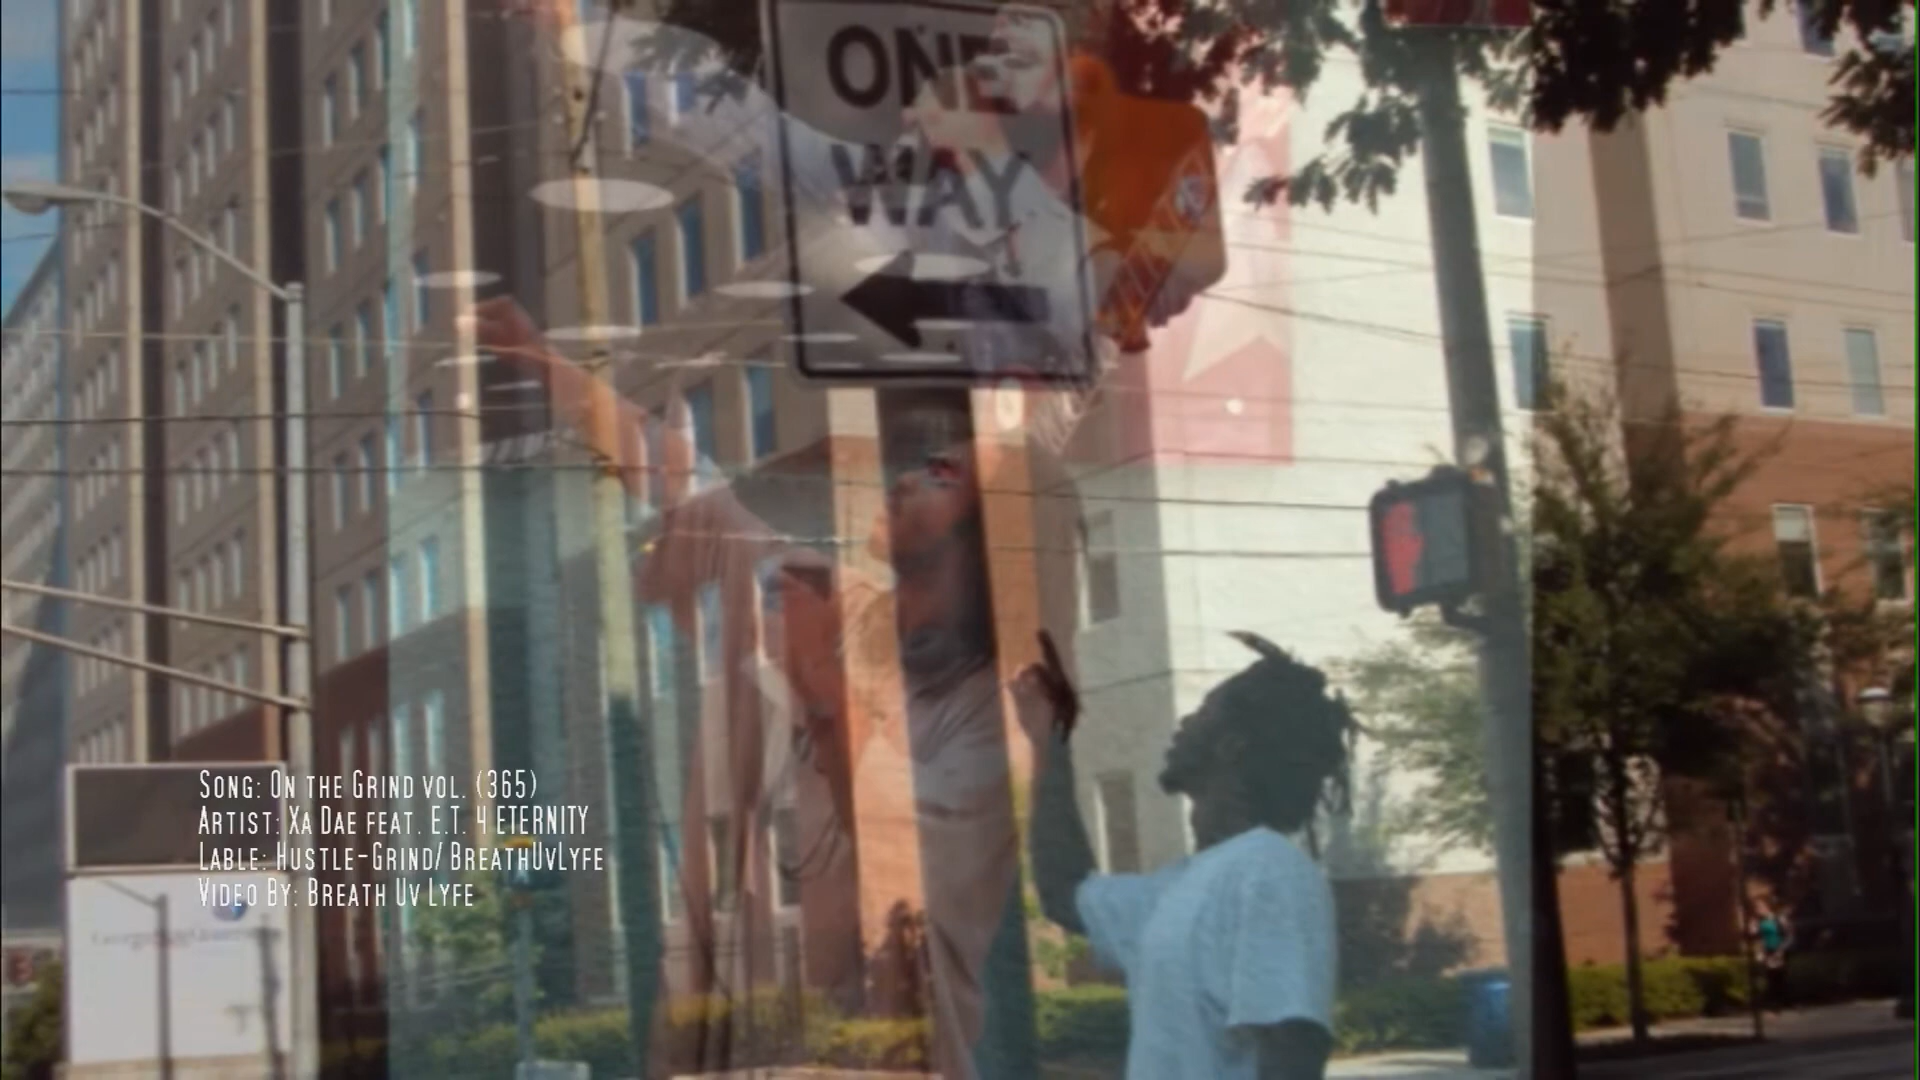 ONE
WAY
Song: On the Grind vol. (365)
Artist: Xa Dae feat. E.T. 4 ETERNITY
Lable: Hustle-Grind/BreathUvLyfe
Video By: Breath Uv Lyfe